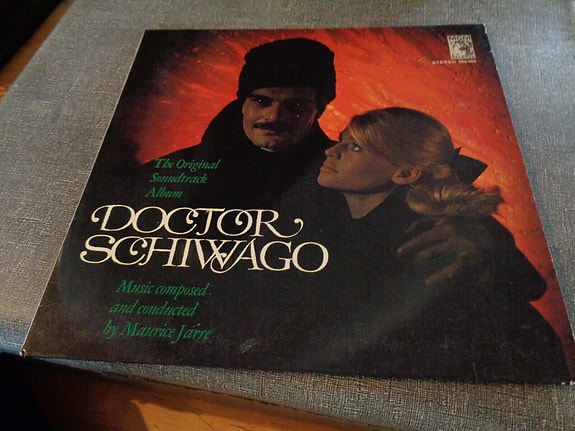 MGM
STEREO
The Original
Soundtrack
Album
DOCTOR
SCHIWAGO
Music composed
and conducted
by Maurice Jarre